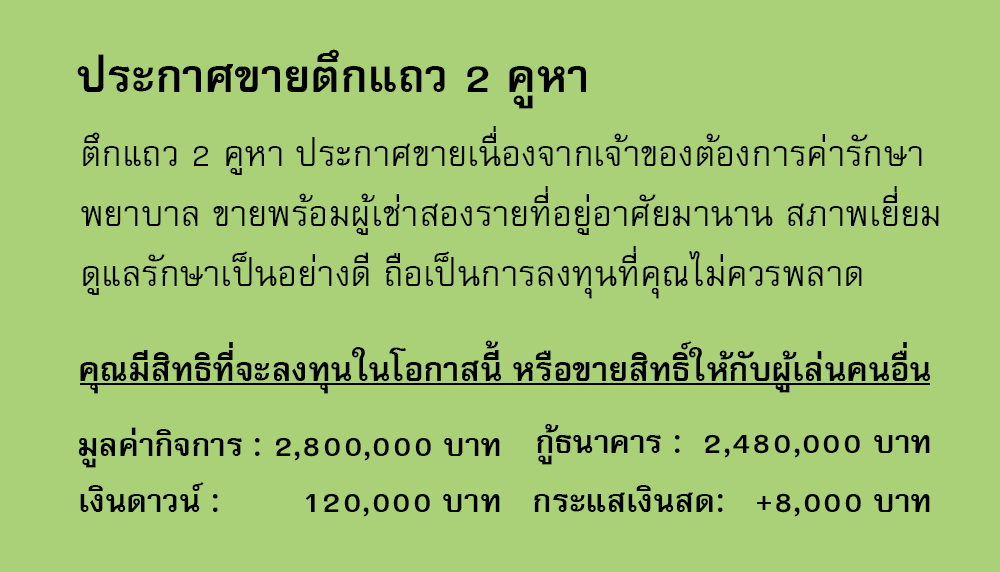 ประกาศขายตึกแถว 2 คูหา
ตึกแถว 2 คูหา ประกาศขายเนื่องจากเจ้าของต้องการค่ารักษา
พยาบาล ขายพร้อมผู้เช่าสองรายที่อยู่อาศัยมานาน สภาพเยี่ยม
ดูแลรักษาเป็นอย่างดี ถือเป็นการลงทุนที่คุณไม่ควรพลาด
คุณมีสิทธิที่จะลงทุนในโอกาสนี้ หรือขายสิทธิ์ให้กับผู้เล่นคนอื่น
มูลค่ากิจการ : 2,800,000 บาท กู้ธนาคาร : 2,480,000 บาท
เงินดาวน์ : 120,000 บาท กระแสเงินสด: +8,000 บาท